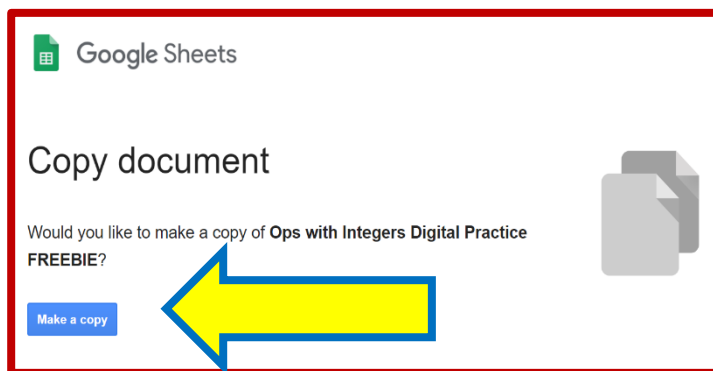 Google Sheets
Copy document
Would you like to make a copy of Ops with Integers Digital Practice
FREEBIE?
Make a copy